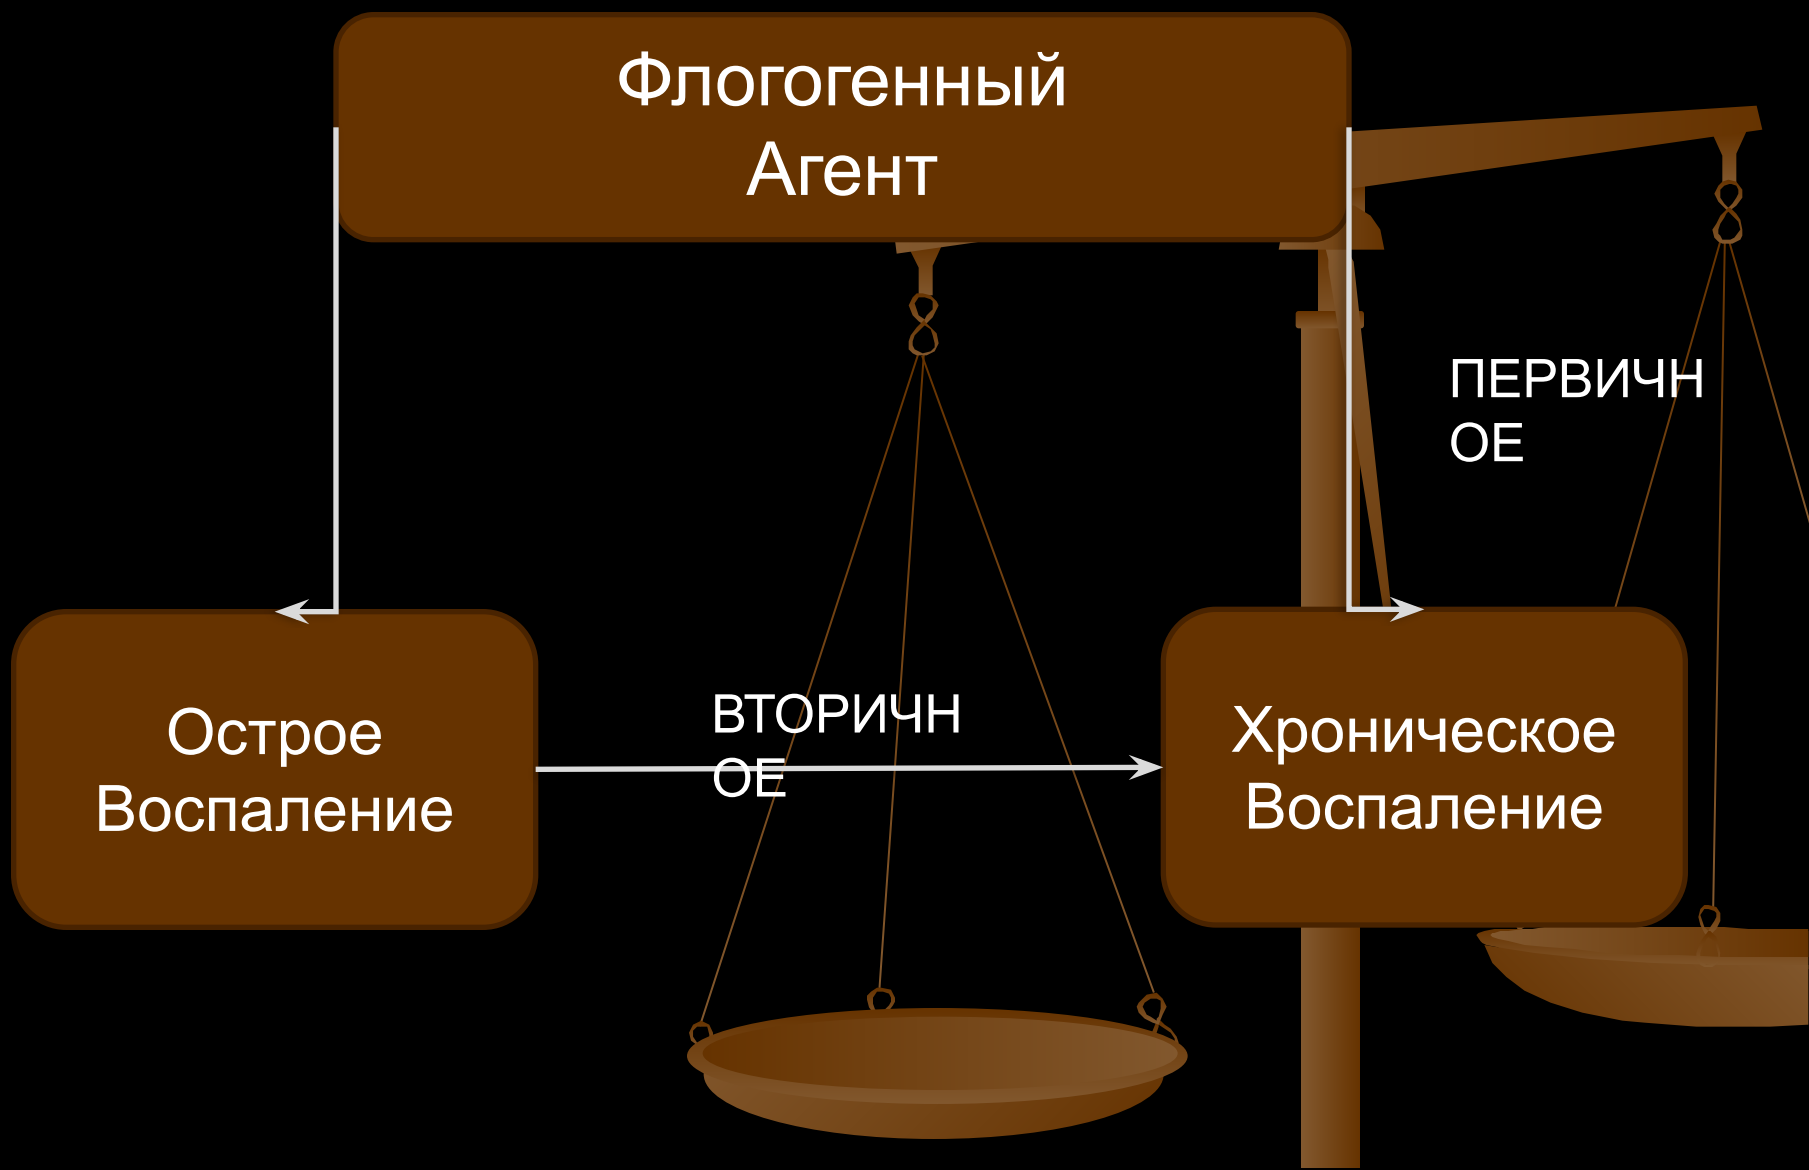 Флогогенный
Агент
ПЕРВИЧН
ОЕ
ВТОРИЧН
ОЕ
Острое
Воспаление
Хроническое
Воспаление